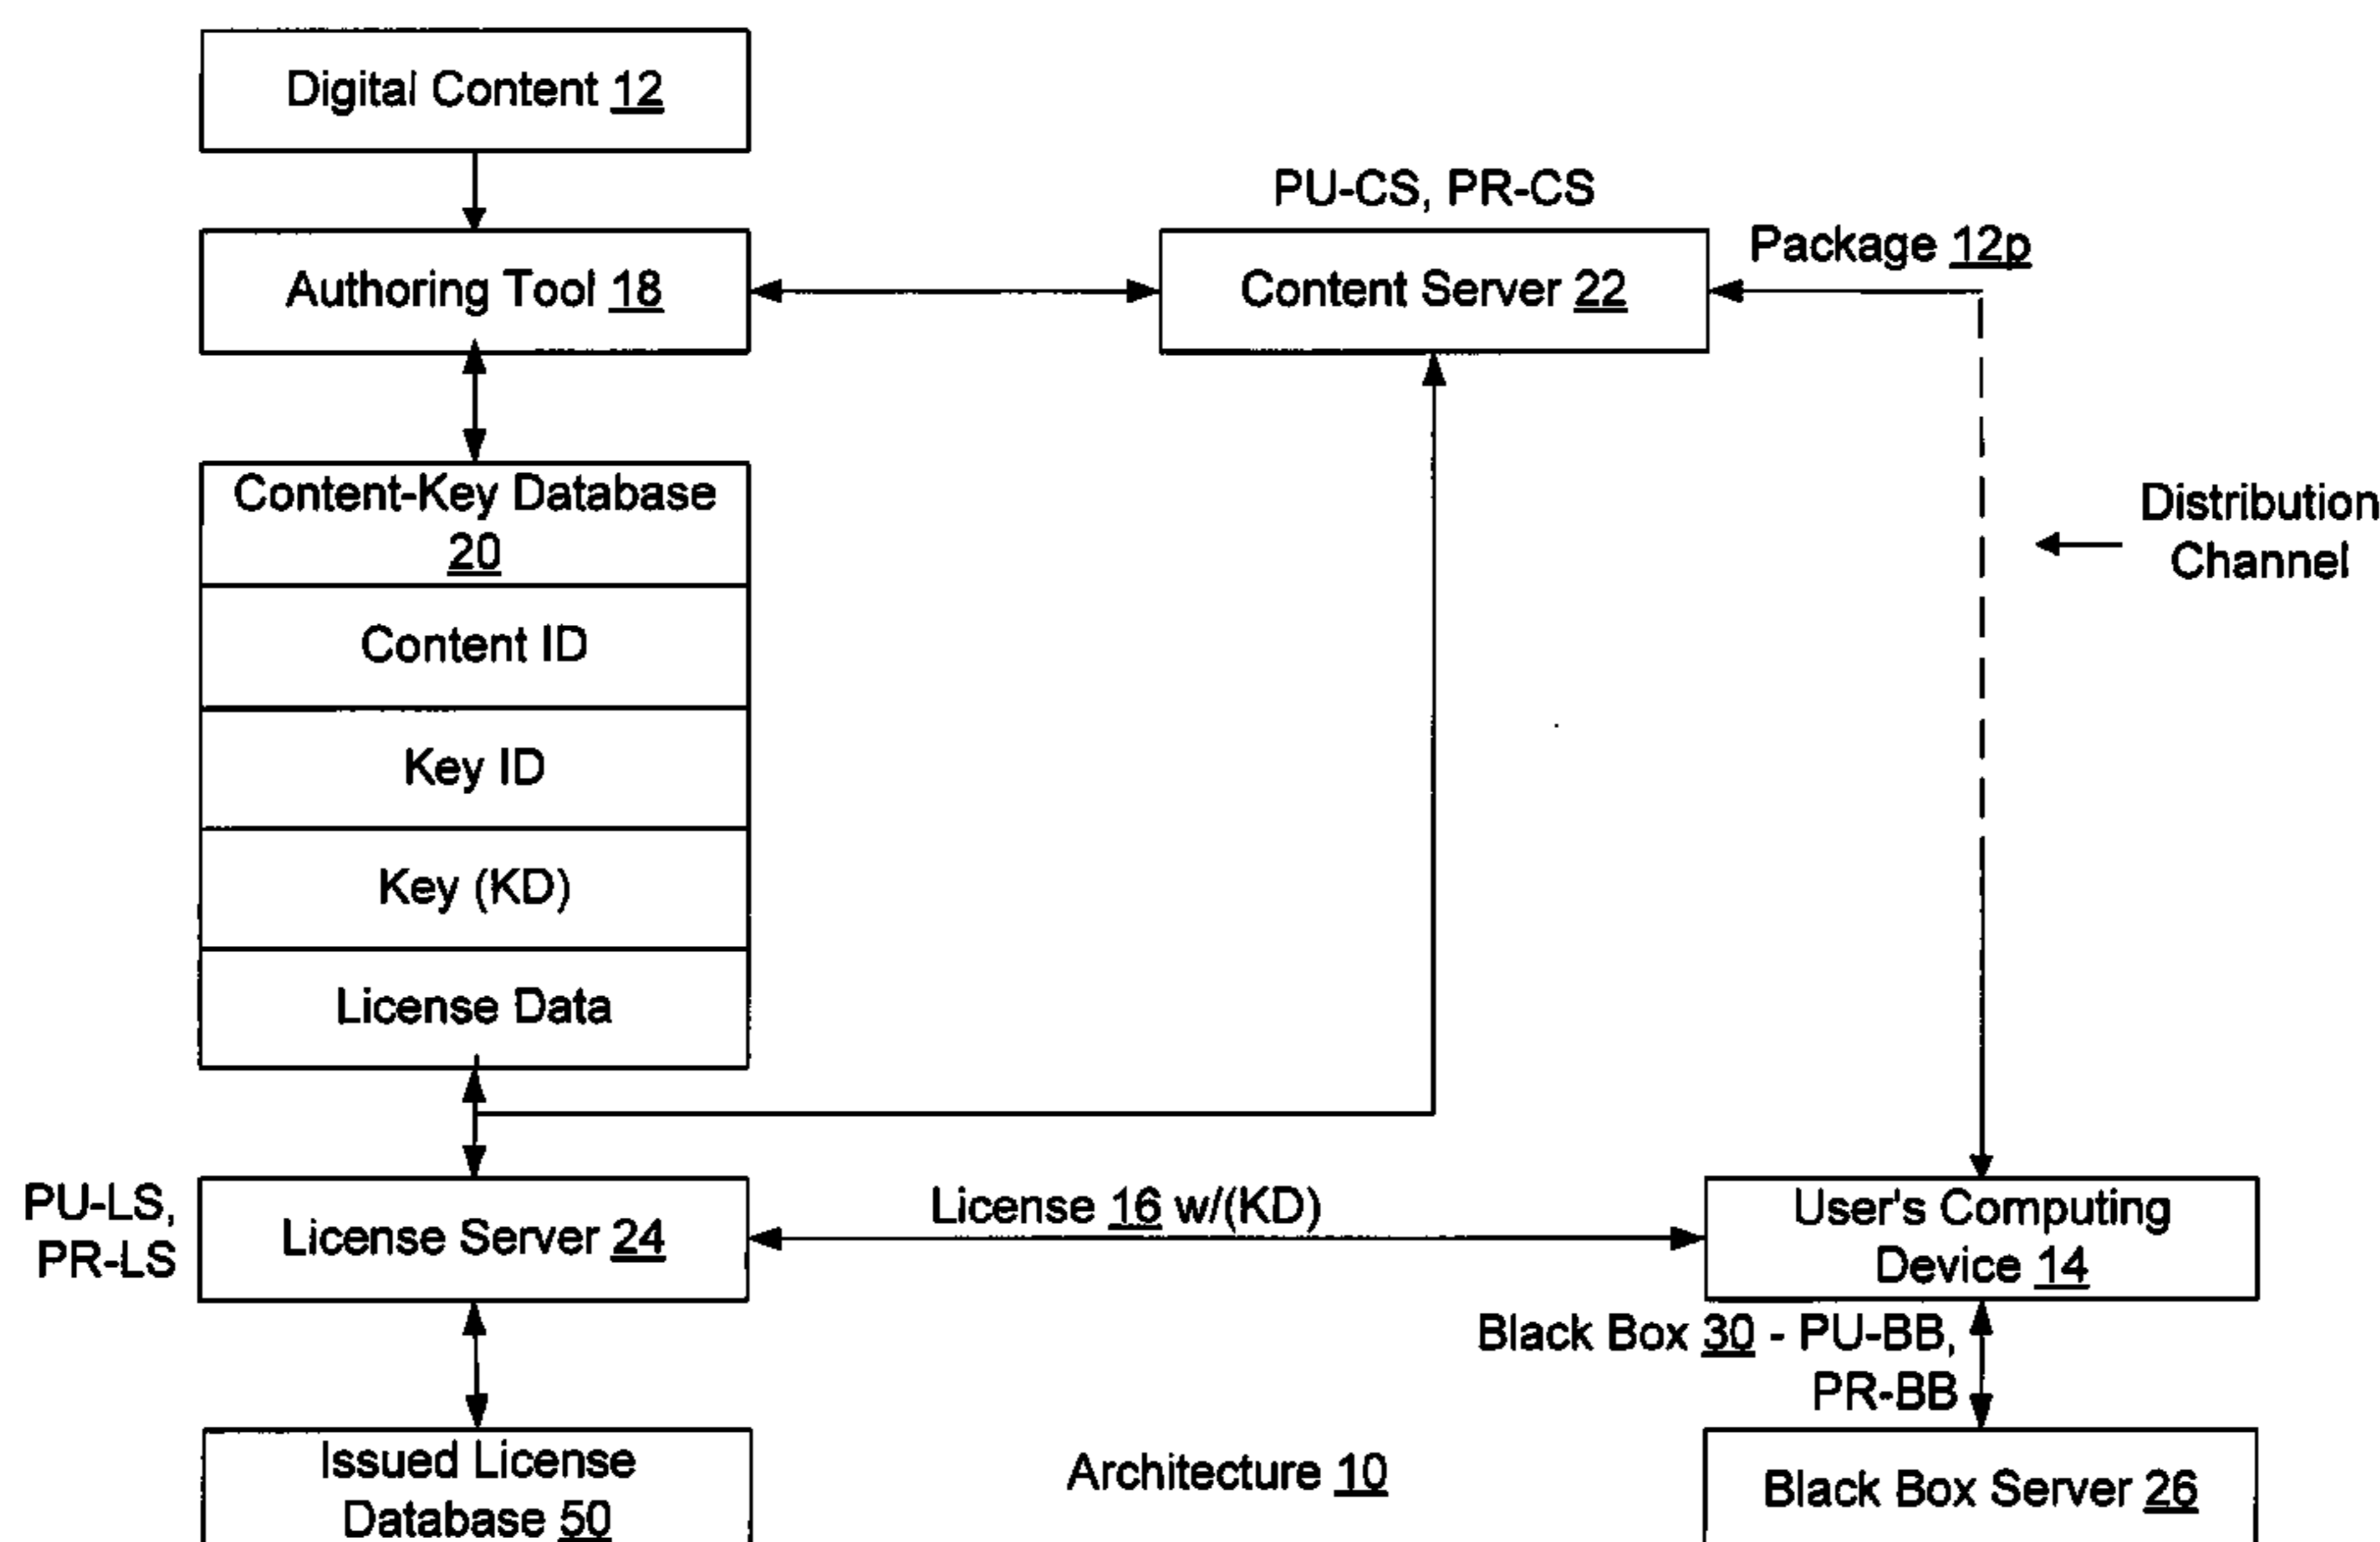 Digital Content 12
PU-CS, PR-CS
Authoring Tool 18
Content Server 22
Package 12p
Content-Key Database
20
Distribution
Channel
Content ID
Key ID
Key (KD)
License Data
PU-LS,
PR-LS
License Server 24
License 16 w/(KD)
User's Computing
Device 14
Black Box 30 - PU-BB,
PR-BB
Issued License
Database 50
Architecture 10
Black Box Server 26